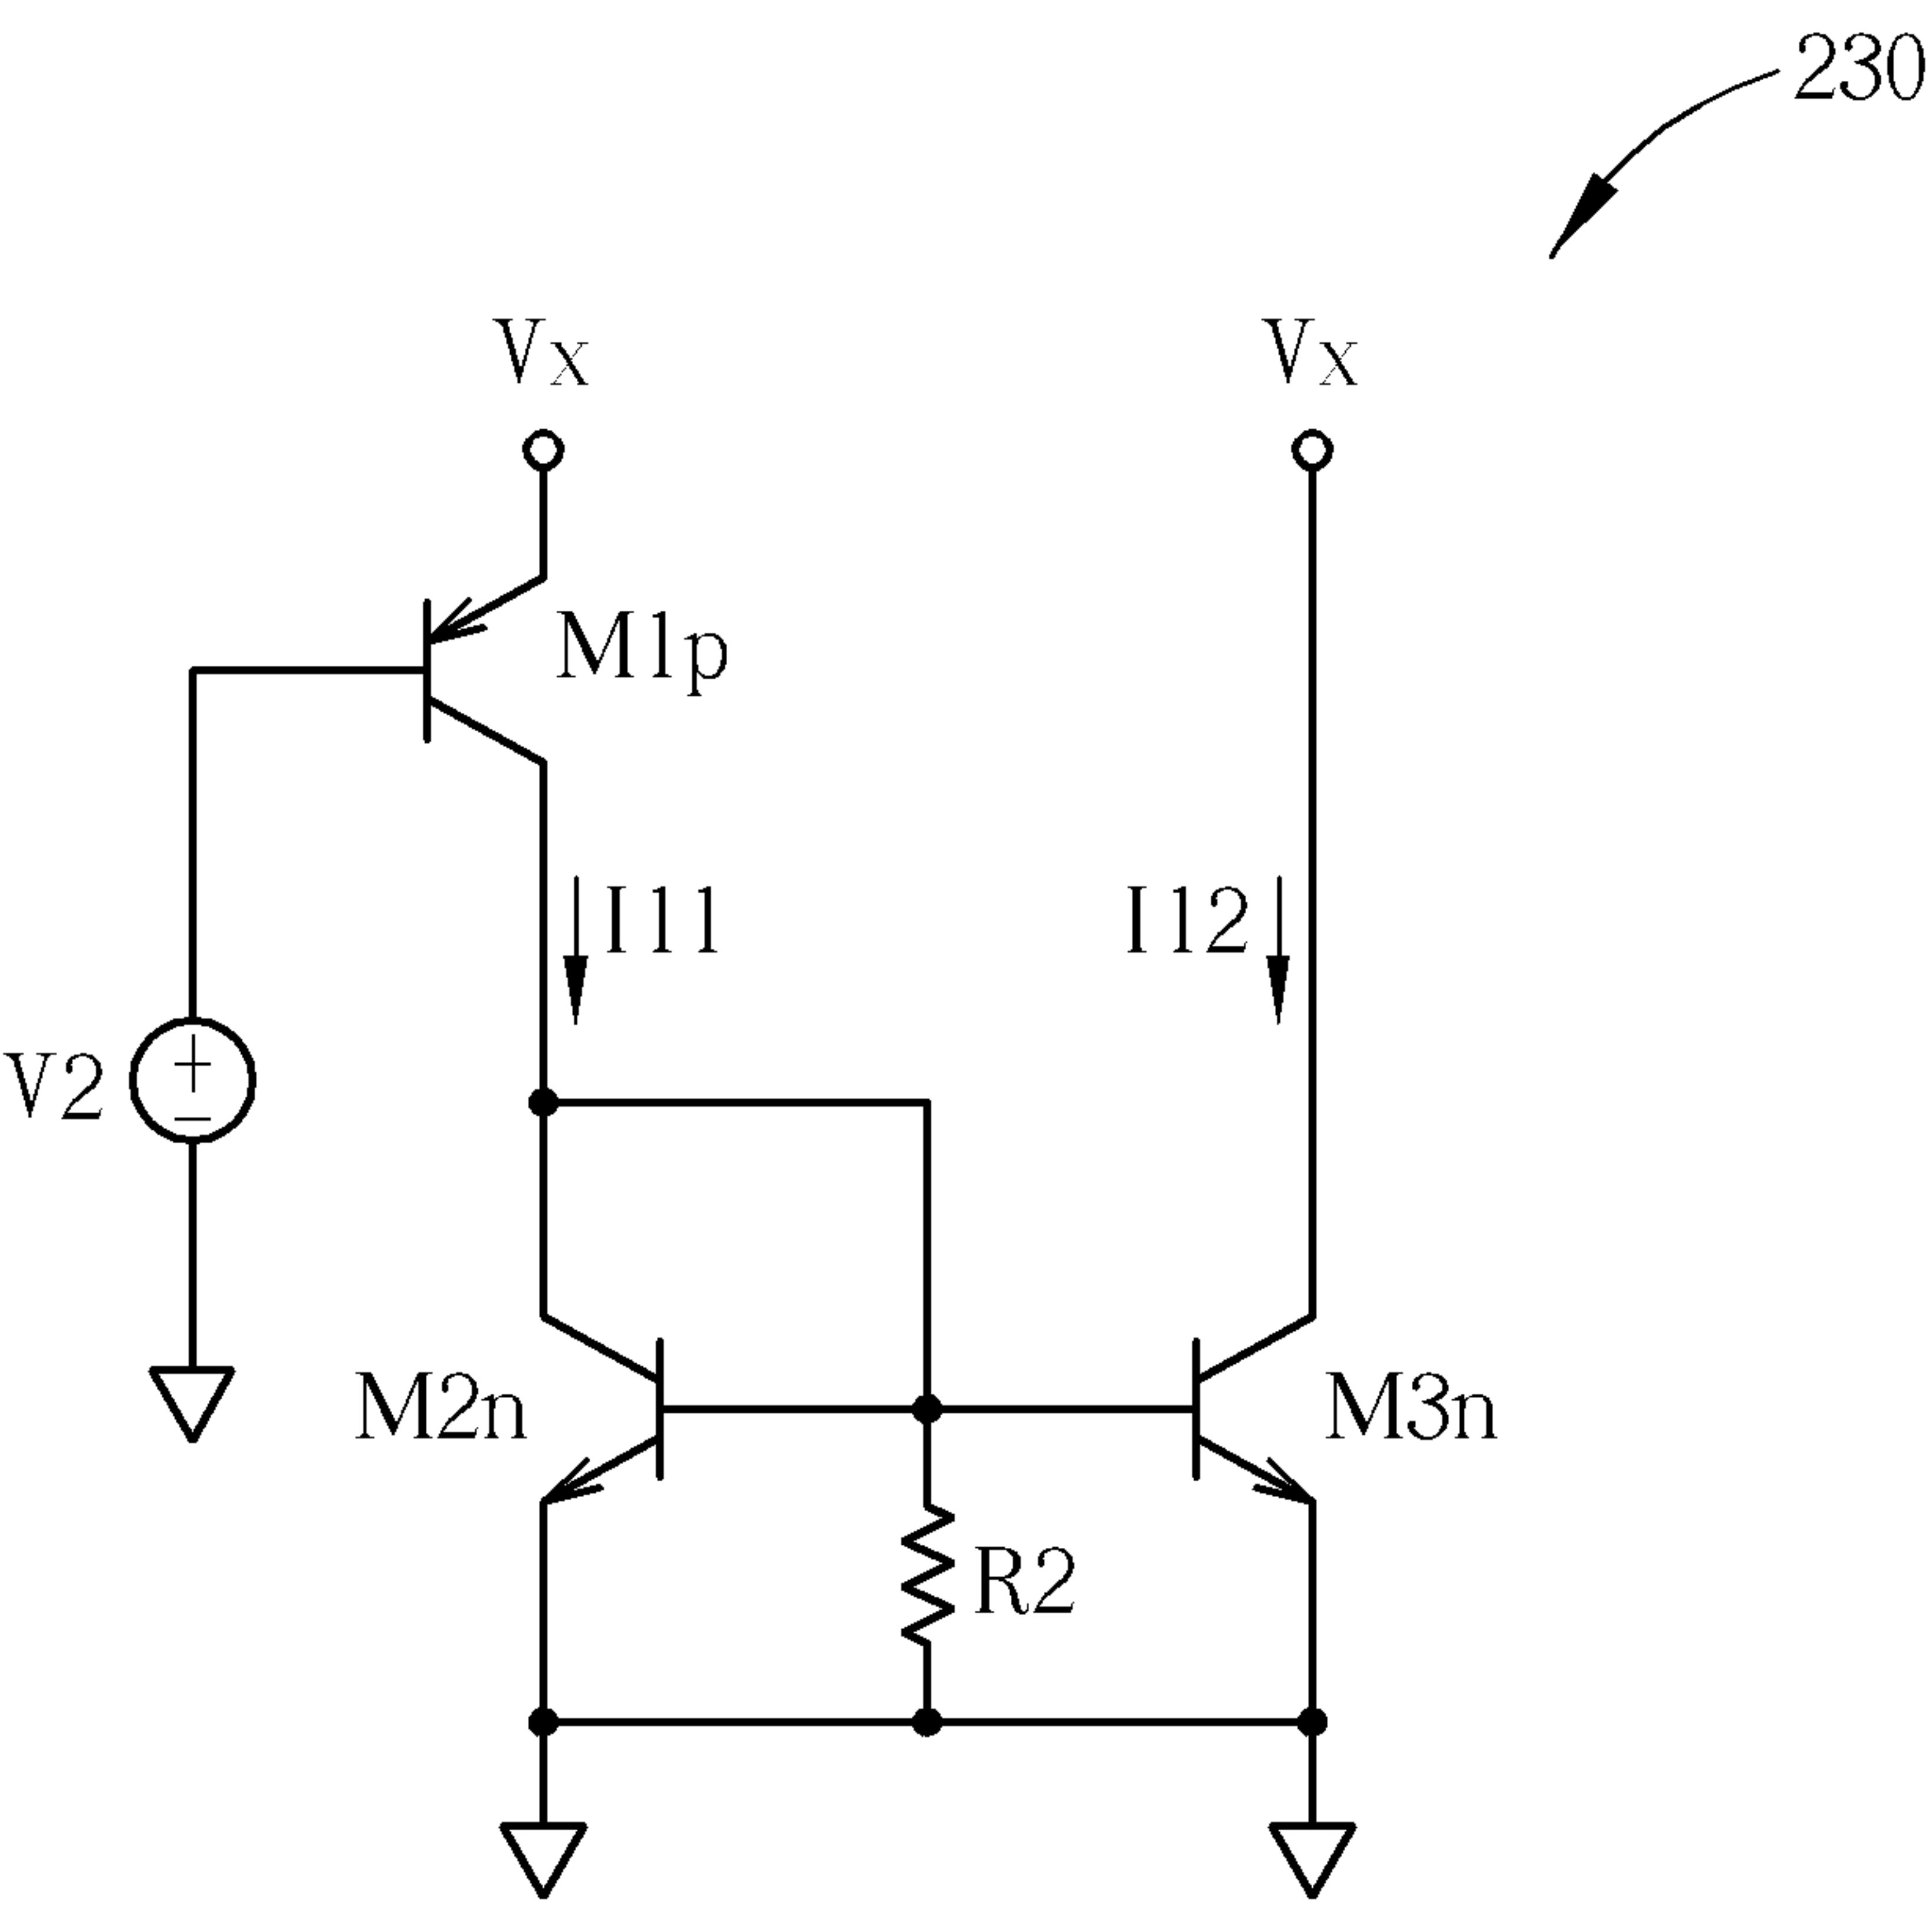 230
Vx Vx
M1p
I11 I12
V2 + −
M2n M3n
R2